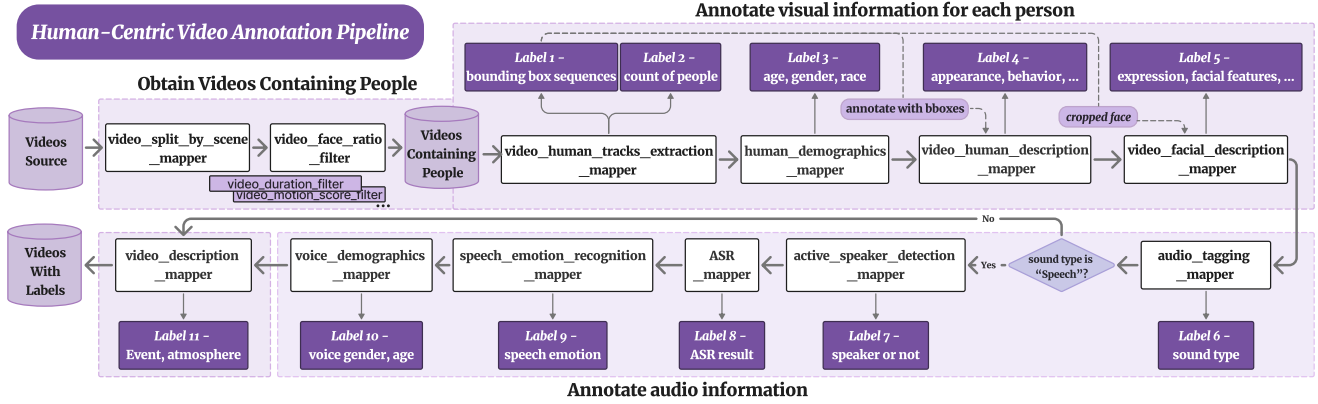 Human-Centric Video Annotation Pipeline
Annotate visual information for each person
Obtain Videos Containing People
Label 1 -
bounding box sequences
Label 2 -
count of people
Label 3 -
age, gender, race
Label 4 -
appearance, behavior, ...
Label 5 -
expression, facial features, ...
annotate with bboxes
cropped face
Videos
Source
video_split_by_scene
_mapper
video_face_ratio
_filter
video_duration_filter
video_motion_score_filter
...
Videos
Containing
People
video_human_tracks_extraction
_mapper
human_demographics
_mapper
video_human_description
_mapper
video_facial_description
_mapper
No
Videos
With
Labels
video_description
_mapper
voice_demographics
_mapper
speech_emotion_recognition
_mapper
ASR
_mapper
active_speaker_detection
_mapper
Yes
sound type is
“Speech”?
audio_tagging
_mapper
Label 11 -
Event, atmosphere
Label 10 -
voice gender, age
Label 9 -
speech emotion
Label 8 -
ASR result
Label 7 -
speaker or not
Label 6 -
sound type
Annotate audio information